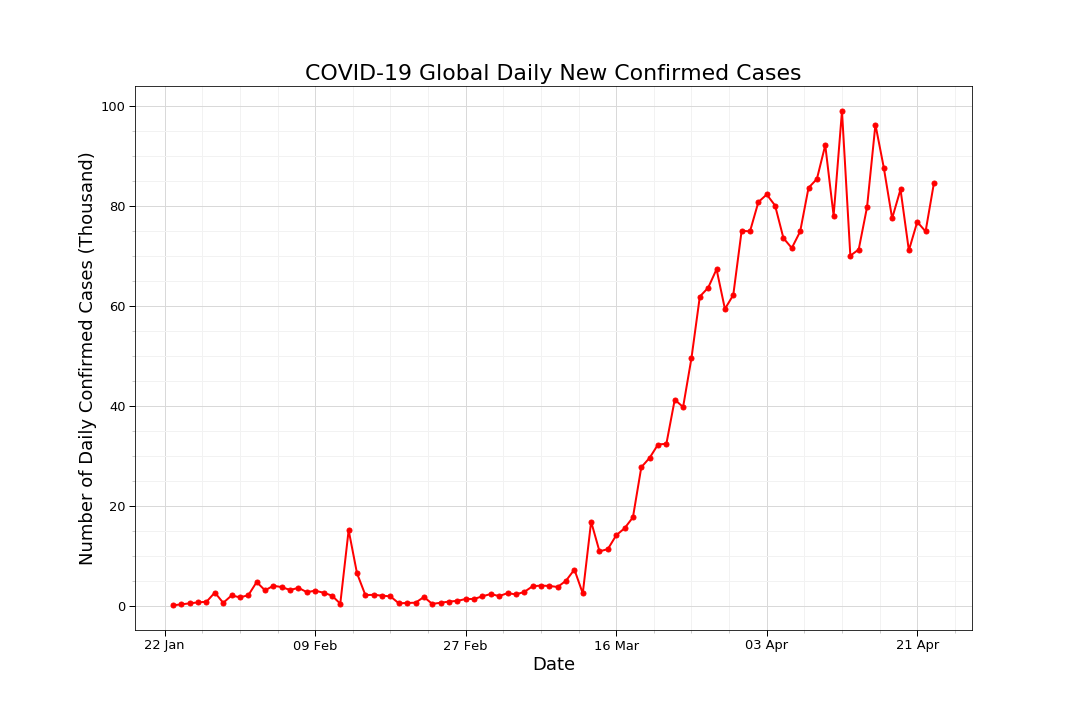 COVID-19 Global Daily New Confirmed Cases
Number of Daily Confirmed Cases (Thousand)
100
80
60
40
20
0
22 Jan
09 Feb
27 Feb
16 Mar
03 Apr
21 Apr
Date